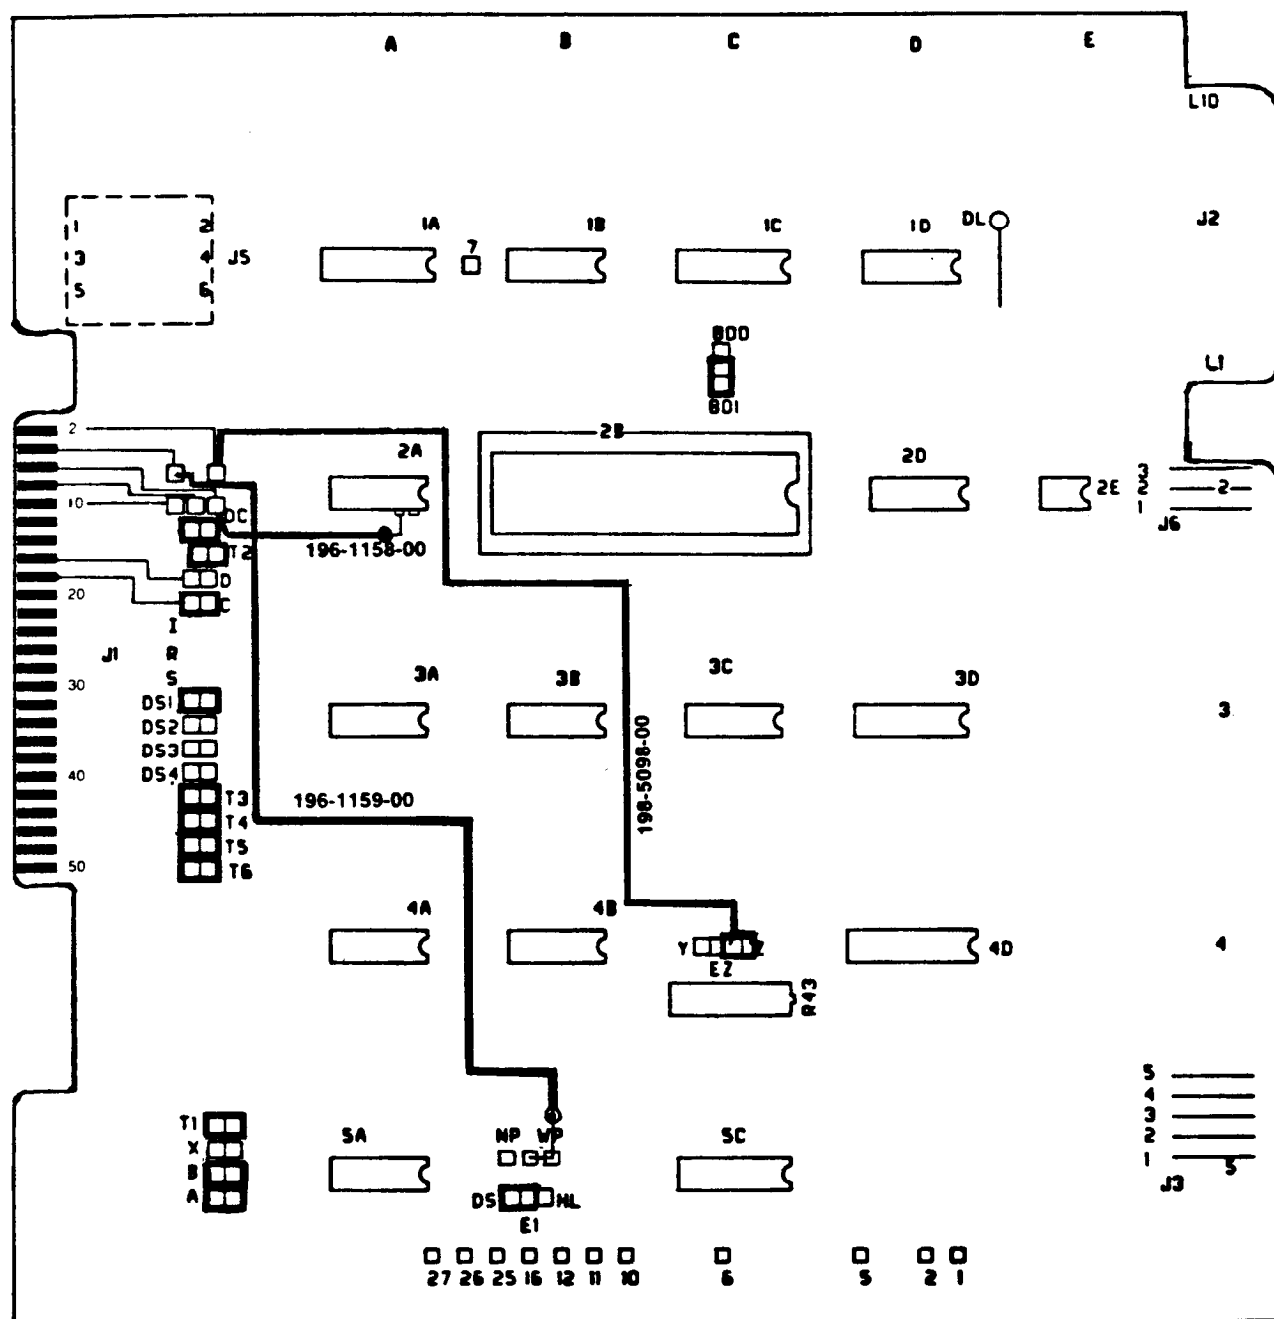 A B C D E
L10
1 2
3 4 J5
5 6
1A 7 1B 1C 1D DL J2
BD0
BD1
L1
2
2A 2B 2D 2E
3
2 2
1
J6
10
DC
196-1158-00
T2
D
20
C
I
R
S
J1
30
3A 3B 3C 3D 3
DS1
DS2
DS3
DS4
40
T3
T4
T5
T6
50
196-1159-00
198-5098-00
4A 4B 4D 4
Y Z
EZ
R43
T1
X
B
A
5A NP WP 5C
DS HL
E1
5
4
3
2
1 5
J3
27 26 25 16 12 11 10 6 5 2 1